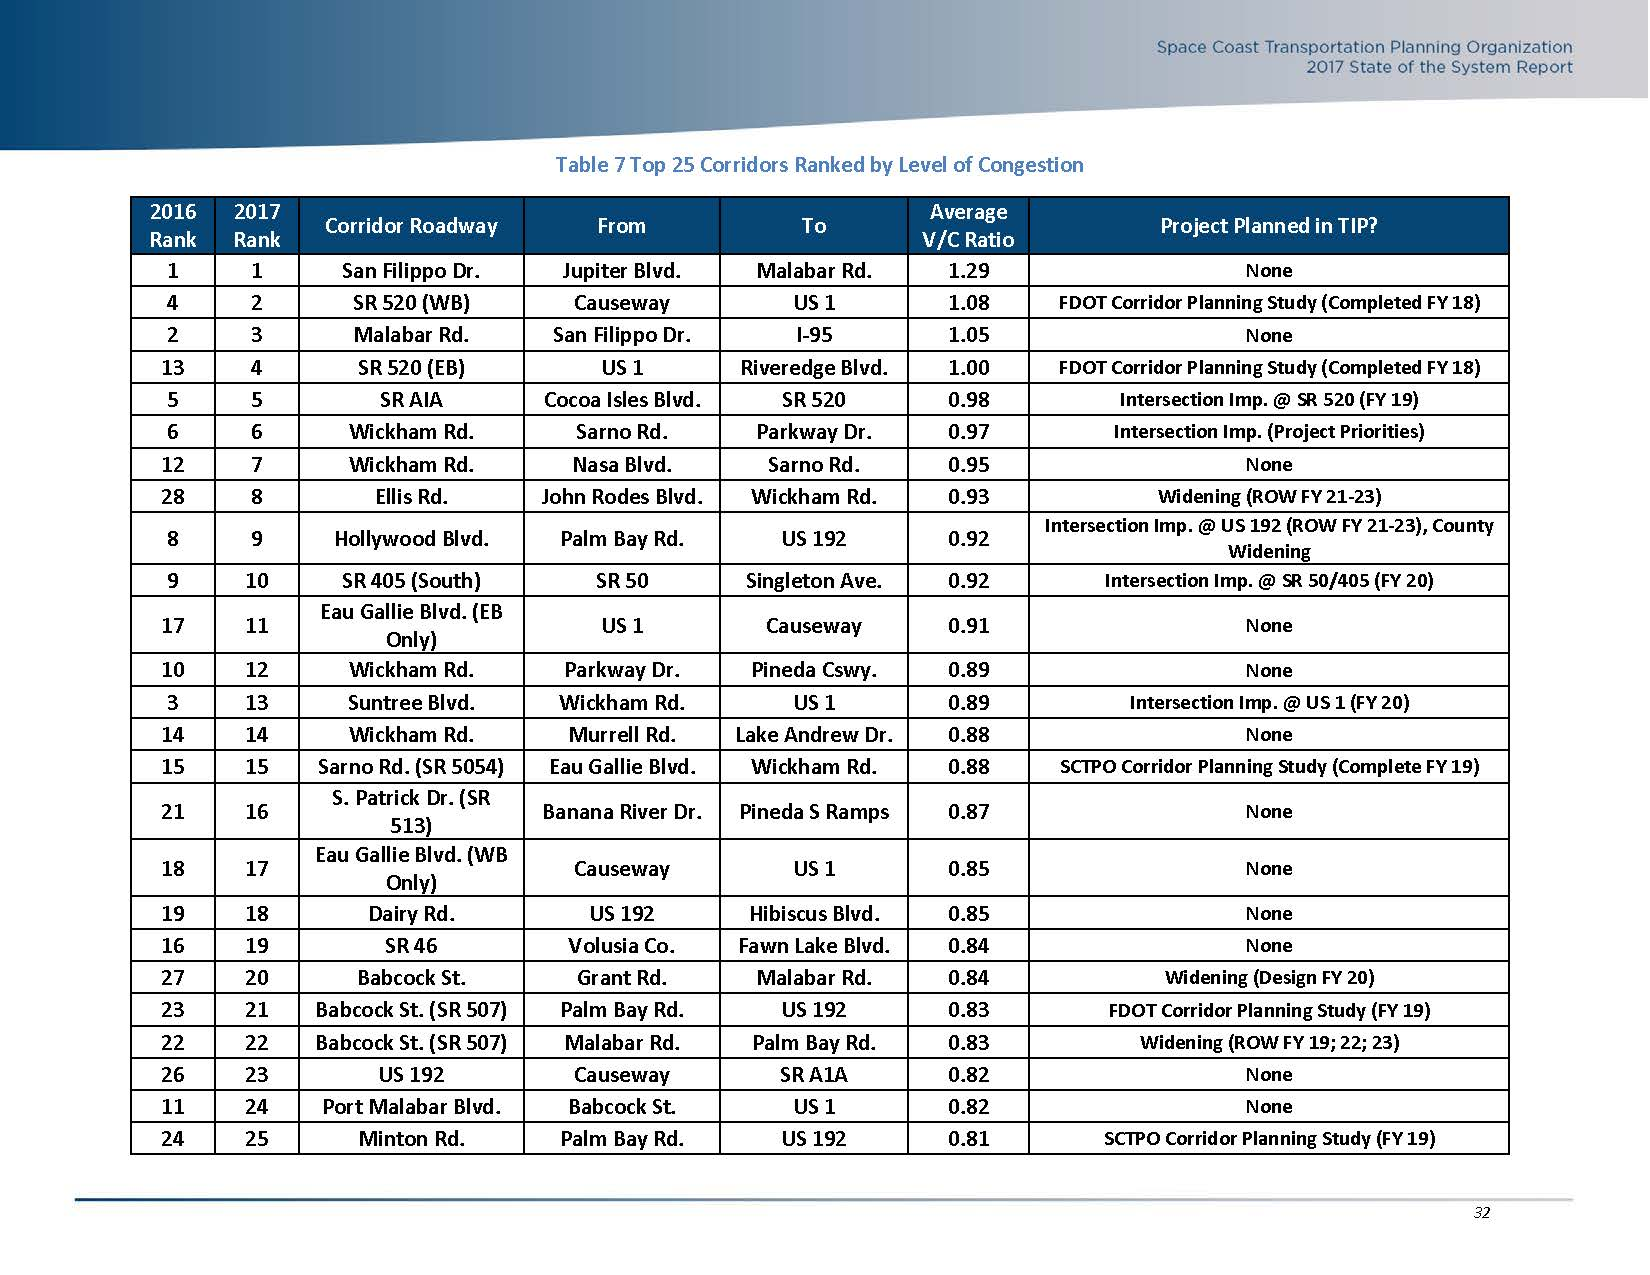 Space Coast Transportation Planning Organization
2017 State of the System Report
Table 7 Top 25 Corridors Ranked by Level of Congestion
2016 Rank 2017 Rank Corridor Roadway From To Average V/C Ratio Project Planned in TIP?
1 1 San Filippo Dr. Jupiter Blvd. Malabar Rd. 1.29 None
4 2 SR 520 (WB) Causeway US 1 1.08 FDOT Corridor Planning Study (Completed FY 18)
2 3 Malabar Rd. San Filippo Dr. I-95 1.05 None
13 4 SR 520 (EB) US 1 Riveredge Blvd. 1.00 FDOT Corridor Planning Study (Completed FY 18)
5 5 SR AIA Cocoa Isles Blvd. SR 520 0.98 Intersection Imp. @ SR 520 (FY 19)
6 6 Wickham Rd. Sarno Rd. Parkway Dr. 0.97 Intersection Imp. (Project Priorities)
12 7 Wickham Rd. Nasa Blvd. Sarno Rd. 0.95 None
28 8 Ellis Rd. John Rodes Blvd. Wickham Rd. 0.93 Widening (ROW FY 21-23)
8 9 Hollywood Blvd. Palm Bay Rd. US 192 0.92 Intersection Imp. @ US 192 (ROW FY 21-23), County Widening
9 10 SR 405 (South) SR 50 Singleton Ave. 0.92 Intersection Imp. @ SR 50/405 (FY 20)
17 11 Eau Gallie Blvd. (EB Only) US 1 Causeway 0.91 None
10 12 Wickham Rd. Parkway Dr. Pineda Cswy. 0.89 None
3 13 Suntree Blvd. Wickham Rd. US 1 0.89 Intersection Imp. @ US 1 (FY 20)
14 14 Wickham Rd. Murrell Rd. Lake Andrew Dr. 0.88 None
15 15 Sarno Rd. (SR 5054) Eau Gallie Blvd. Wickham Rd. 0.88 SCTPO Corridor Planning Study (Complete FY 19)
21 16 S. Patrick Dr. (SR 513) Banana River Dr. Pineda S Ramps 0.87 None
18 17 Eau Gallie Blvd. (WB Only) Causeway US 1 0.85 None
19 18 Dairy Rd. US 192 Hibiscus Blvd. 0.85 None
16 19 SR 46 Volusia Co. Fawn Lake Blvd. 0.84 None
27 20 Babcock St. Grant Rd. Malabar Rd. 0.84 Widening (Design FY 20)
23 21 Babcock St. (SR 507) Palm Bay Rd. US 192 0.83 FDOT Corridor Planning Study (FY 19)
22 22 Babcock St. (SR 507) Malabar Rd. Palm Bay Rd. 0.83 Widening (ROW FY 19; 22; 23)
26 23 US 192 Causeway SR A1A 0.82 None
11 24 Port Malabar Blvd. Babcock St. US 1 0.82 None
24 25 Minton Rd. Palm Bay Rd. US 192 0.81 SCTPO Corridor Planning Study (FY 19)
32